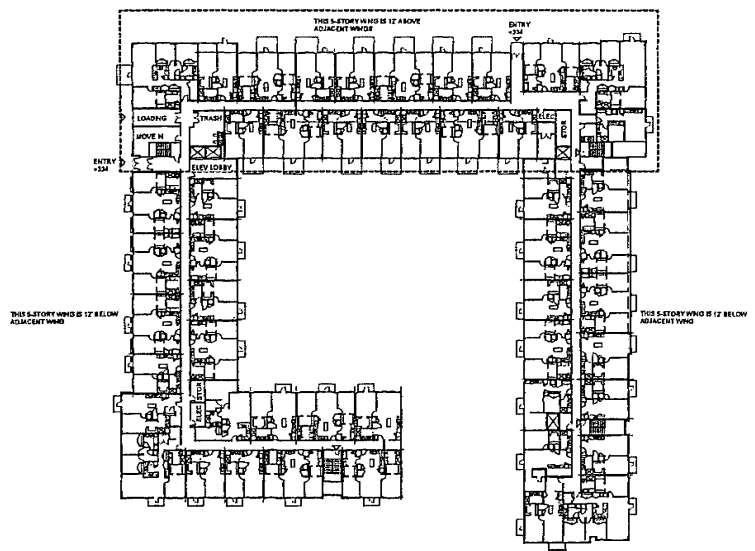 THIS 5-STORY WING IS 12' ABOVE
ADJACENT WINGS
ENTRY
+334
LOADING
TRASH
ELEC
STOR
MOVE IN
ENTRY
+334
ELEV LOBBY
THIS 5-STORY WING IS 12' BELOW
ADJACENT WING
THIS 5-STORY WING IS 12' BELOW
ADJACENT WING
STOR
ELEC